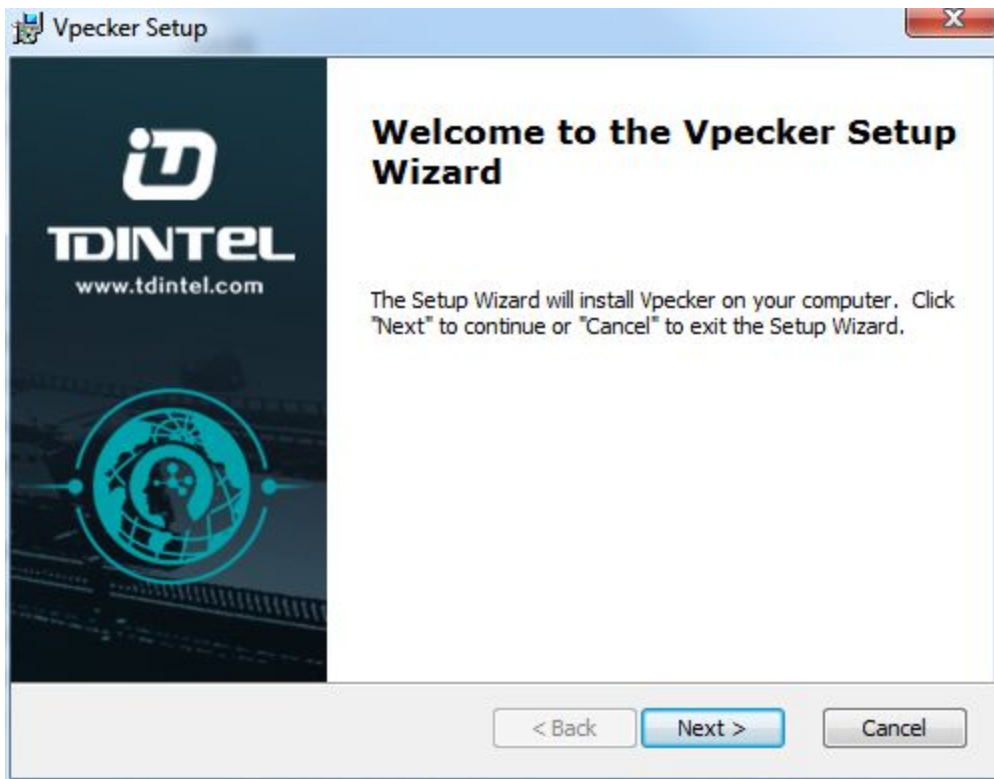 Vpecker Setup
TDINTEL
www.tdintel.com
Welcome to the Vpecker Setup
Wizard
The Setup Wizard will install Vpecker on your computer. Click
"Next" to continue or "Cancel" to exit the Setup Wizard.
< Back
Next >
Cancel